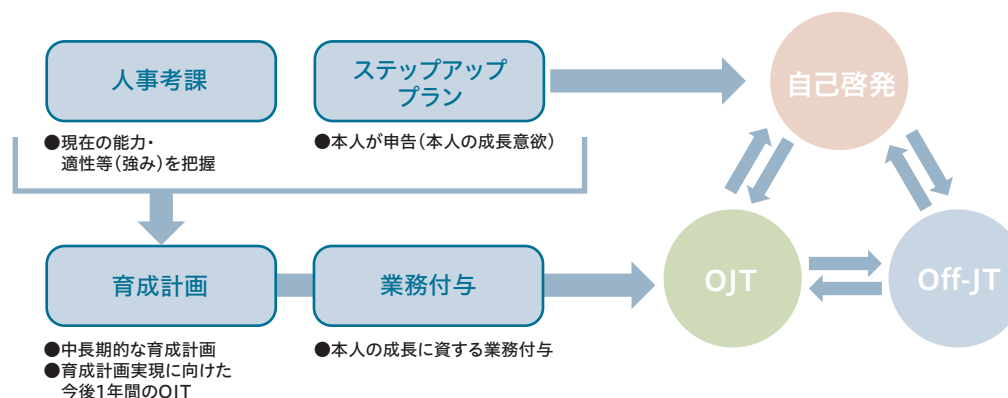 人事考課
ステップアップ
プラン
自己啓発
●現在の能力・
適性等(強み)を把握
●本人が申告(本人の成長意欲)
育成計画
業務付与
OJT
Off-JT
●中長期的な育成計画
●育成計画実現に向けた
今後1年間のOJT
●本人の成長に資する業務付与